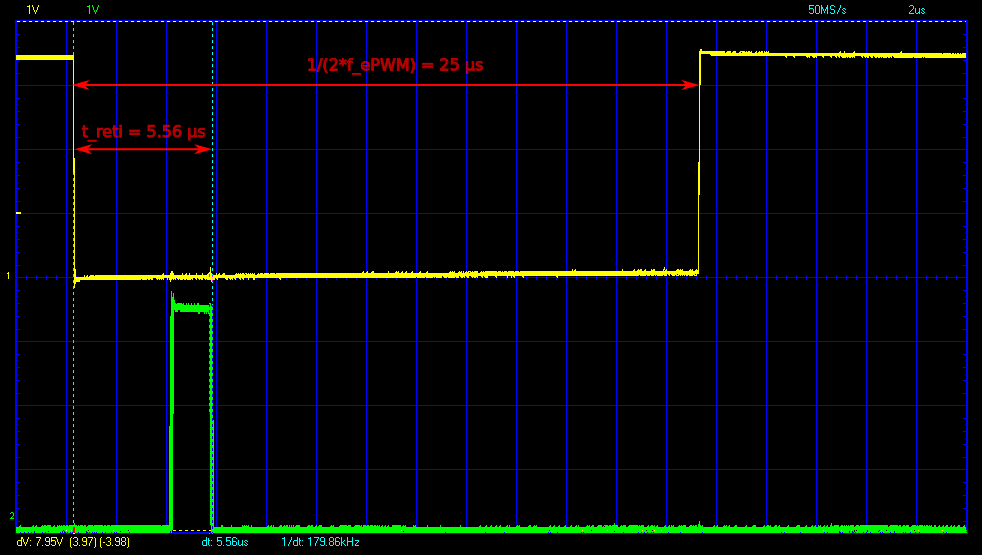 1V 1V 50MS/s 2us
1/(2*f_ePWM) = 25 µs
t_reti = 5.56 µs
1
2
dV: 7.95V (3.97) (-3.98) dt: 5.56us 1/dt: 179.86kHz